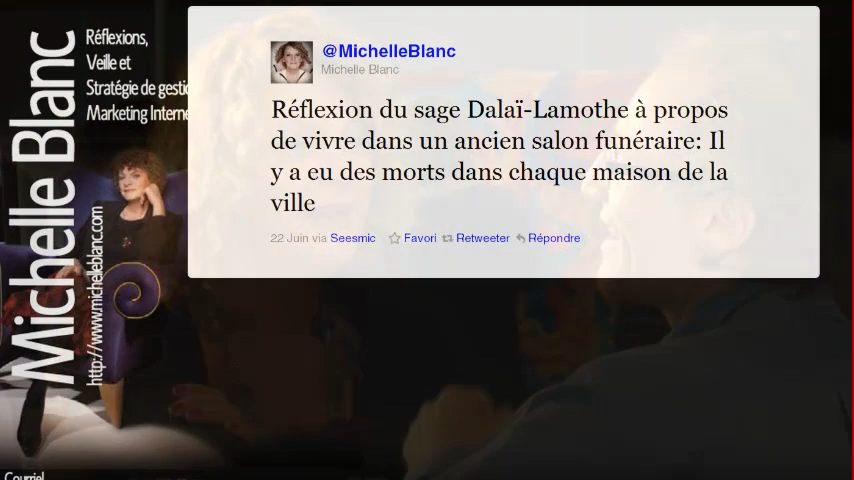 Michelle Blanc
http://www.michelleblanc.com
Réflexions,
Veille et
Stratégie de gesti
Marketing Interne
@MichelleBlanc
Michelle Blanc
Réflexion du sage Dalaï-Lamothe à propos
de vivre dans un ancien salon funéraire: Il
y a eu des morts dans chaque maison de la
ville
22 Juin via Seesmic Favori Retweeter Répondre
Courriel